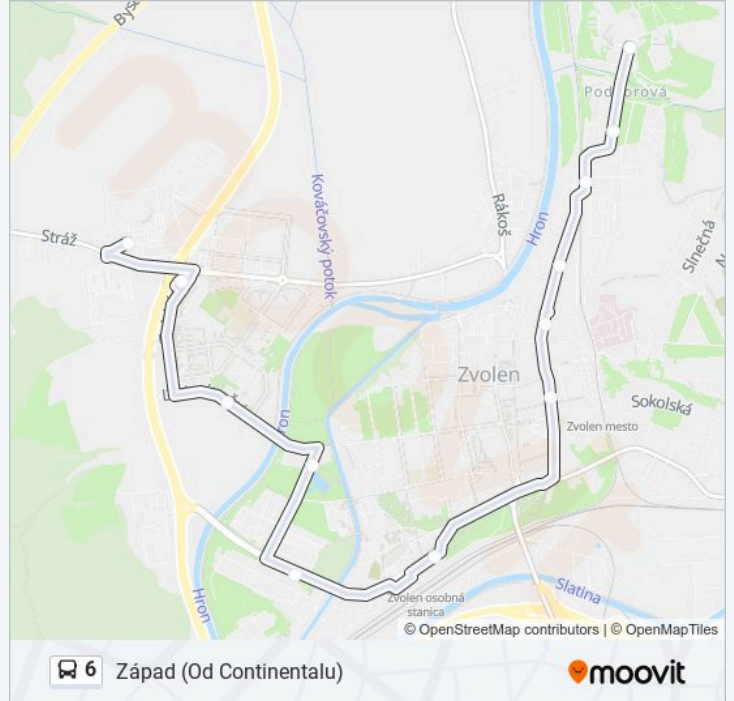 Bys
Podborová
Kováčovský potok
Rákoš
Hron
Slnečná
Stráž
Zvolen
Sokolská
Zvolen mesto
Hron
Zvolen osobná
stanica
Slatina
© OpenStreetMap contributors | © OpenMapTiles
6 Západ (Od Continentalu)
moovit